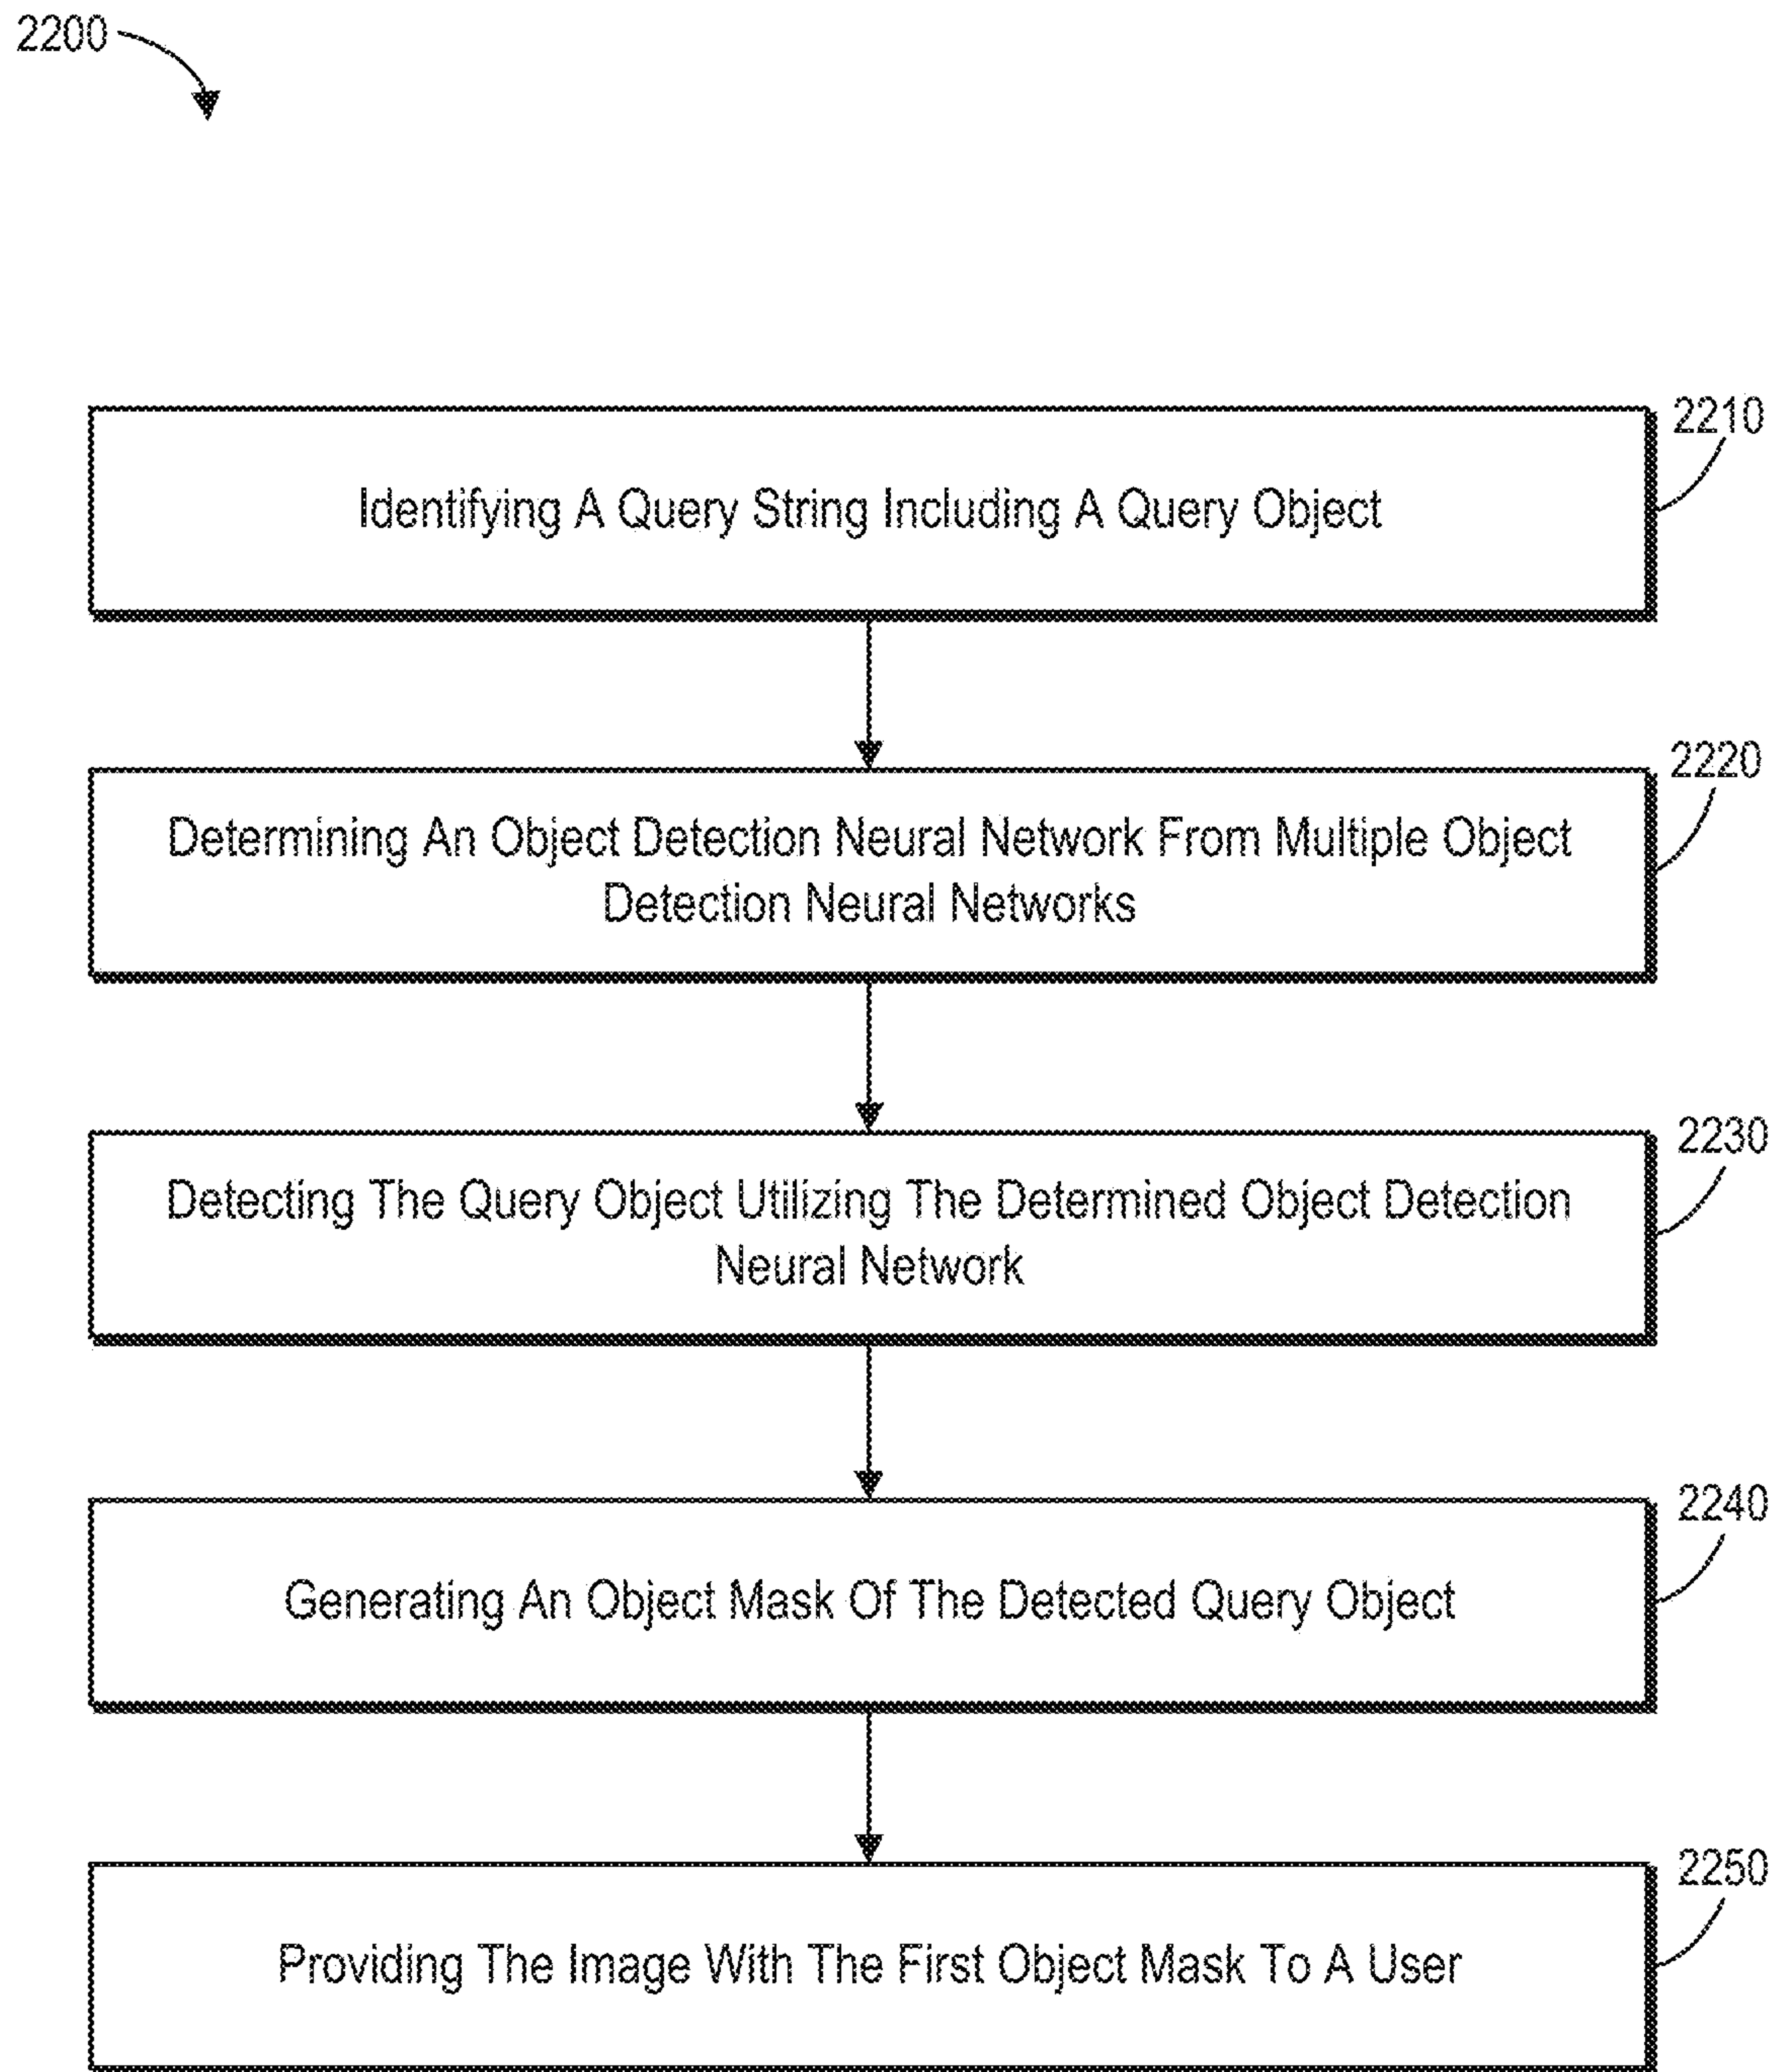 2200
2210
Identifying A Query String Including A Query Object
2220
Determining An Object Detection Neural Network From Multiple Object
Detection Neural Networks
2230
Detecting The Query Object Utilizing The Determined Object Detection
Neural Network
2240
Generating An Object Mask Of The Detected Query Object
2250
Providing The Image With The First Object Mask To A User